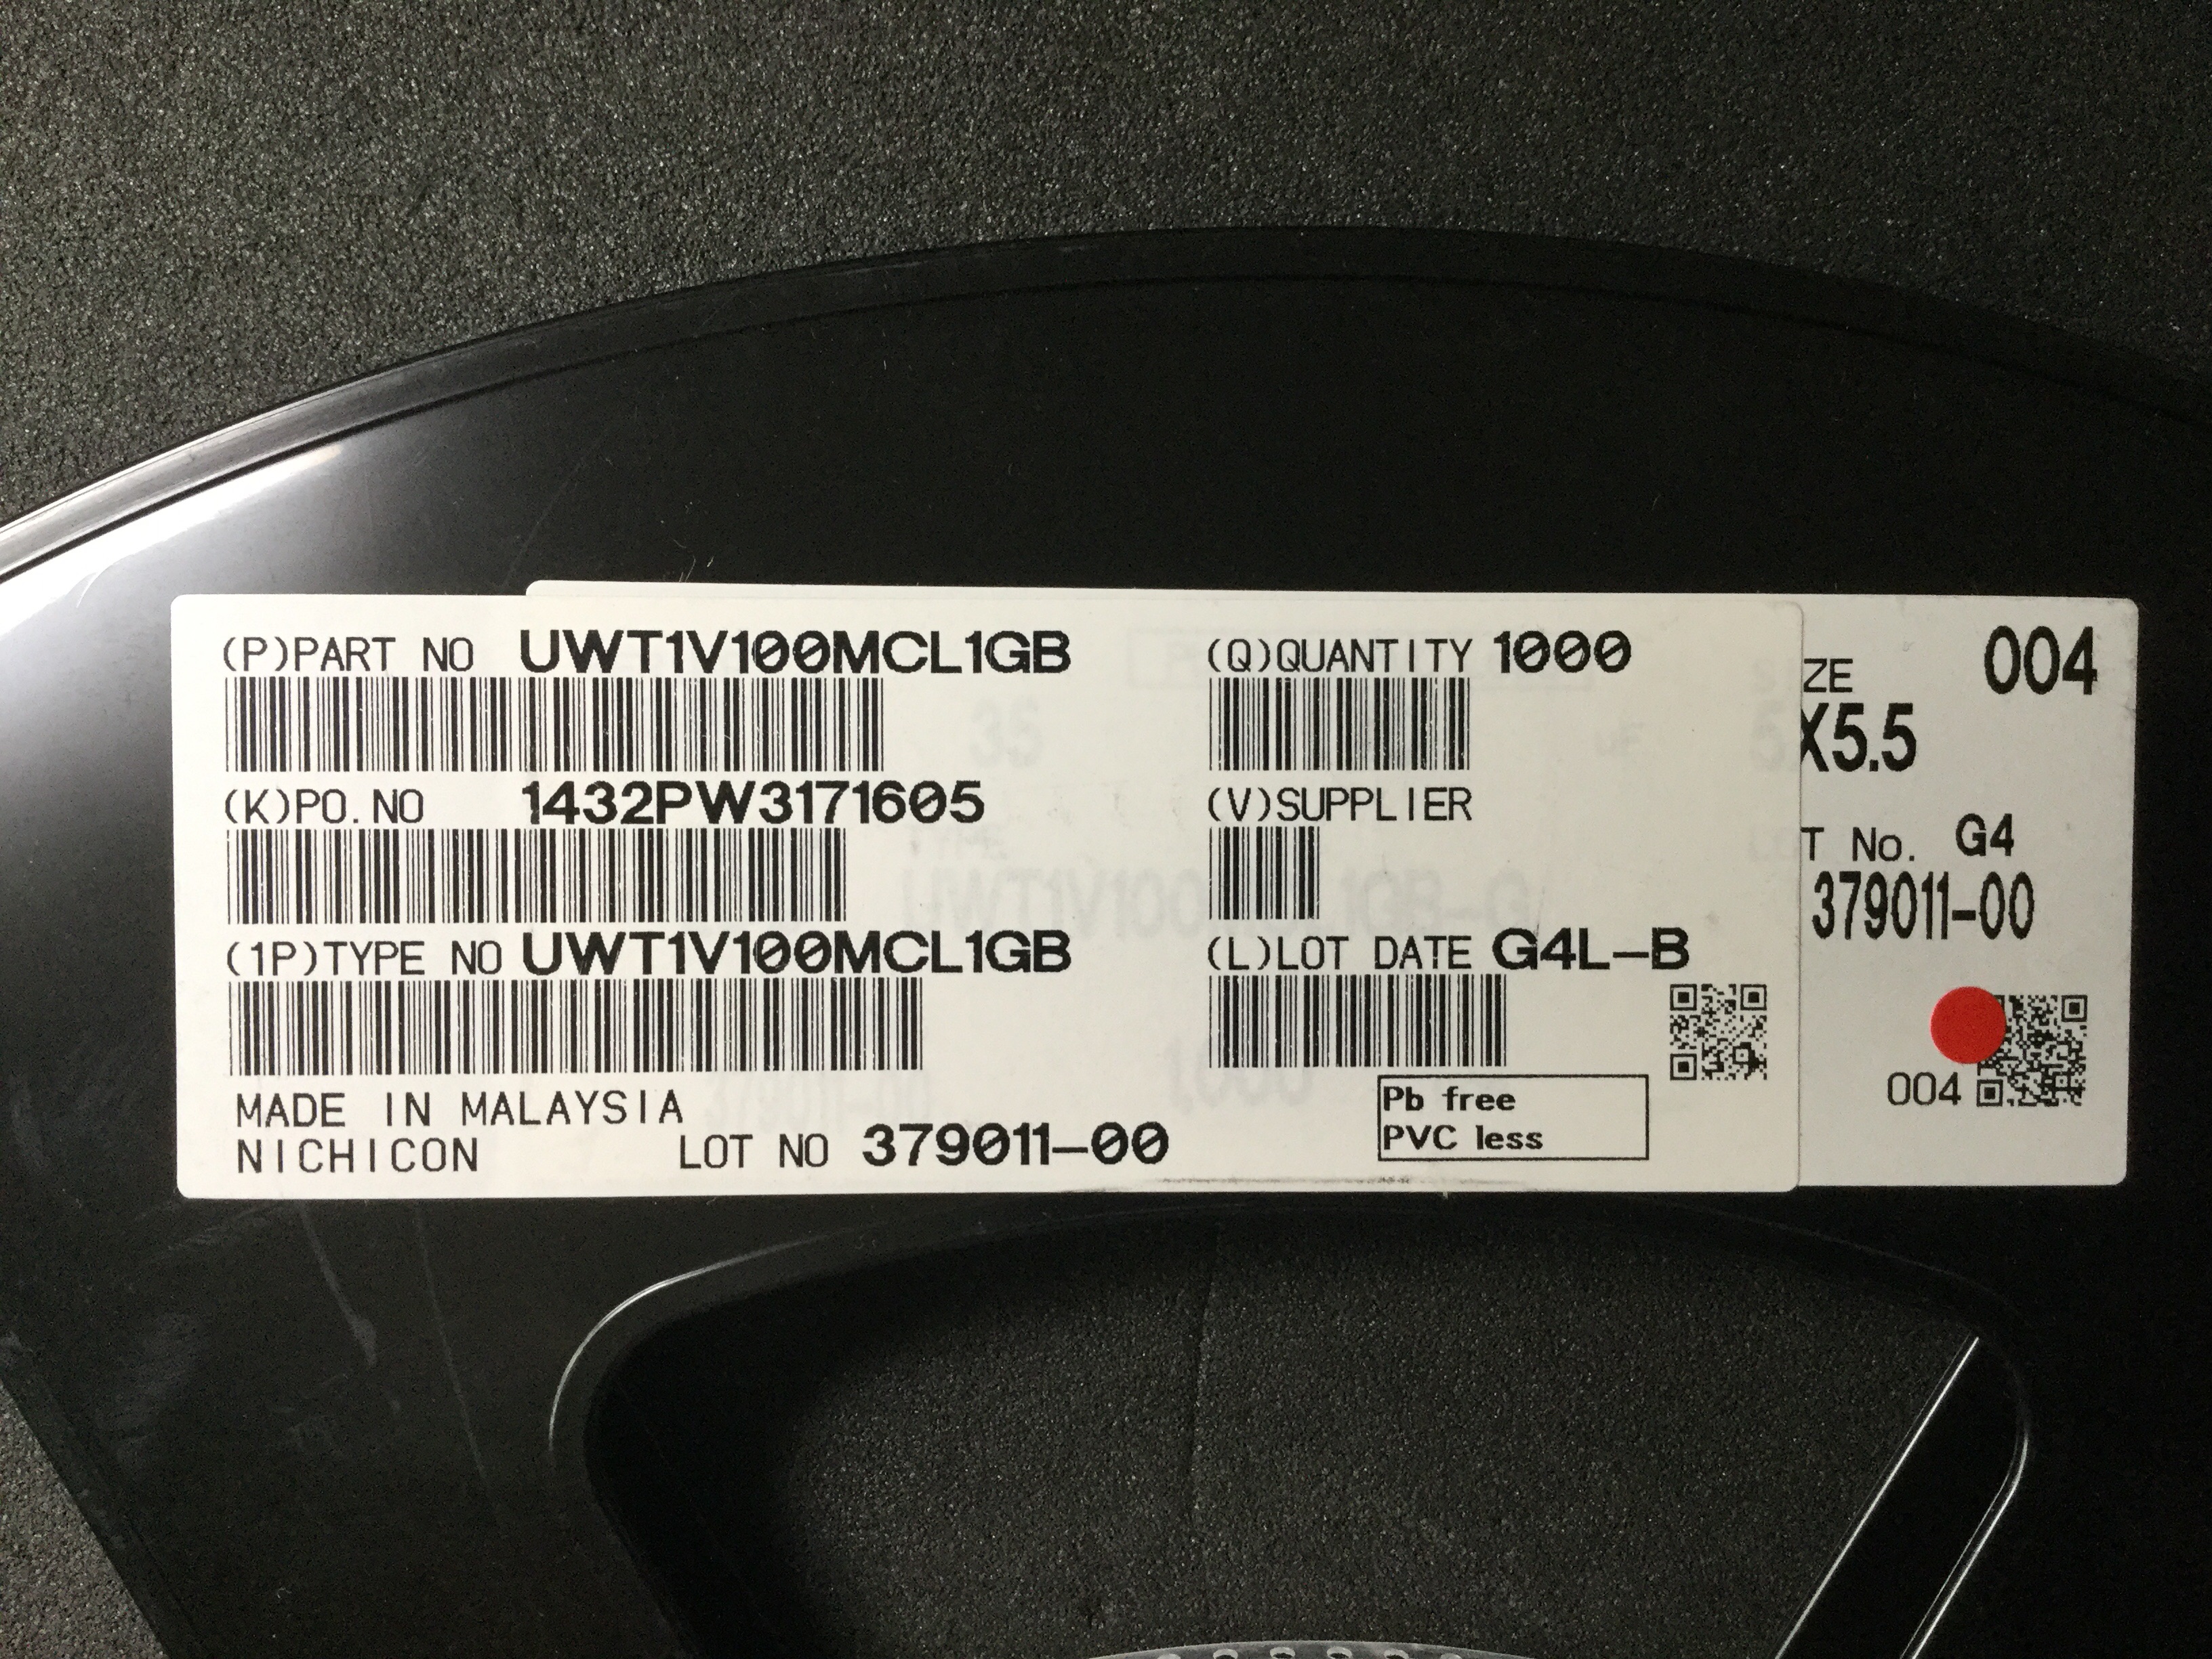 (P)PART NO UWT1V100MCL1GB
(Q)QUANTITY 1000
(K)PO.NO 1432PW3171605
(V)SUPPLIER
(1P)TYPE NO UWT1V100MCL1GB
(L)LOT DATE G4L-B
MADE IN MALAYSIA
NICHICON LOT NO 379011-00
Pb free
PVC less
ZE 004
X5.5
T No. G4
379011-00
004